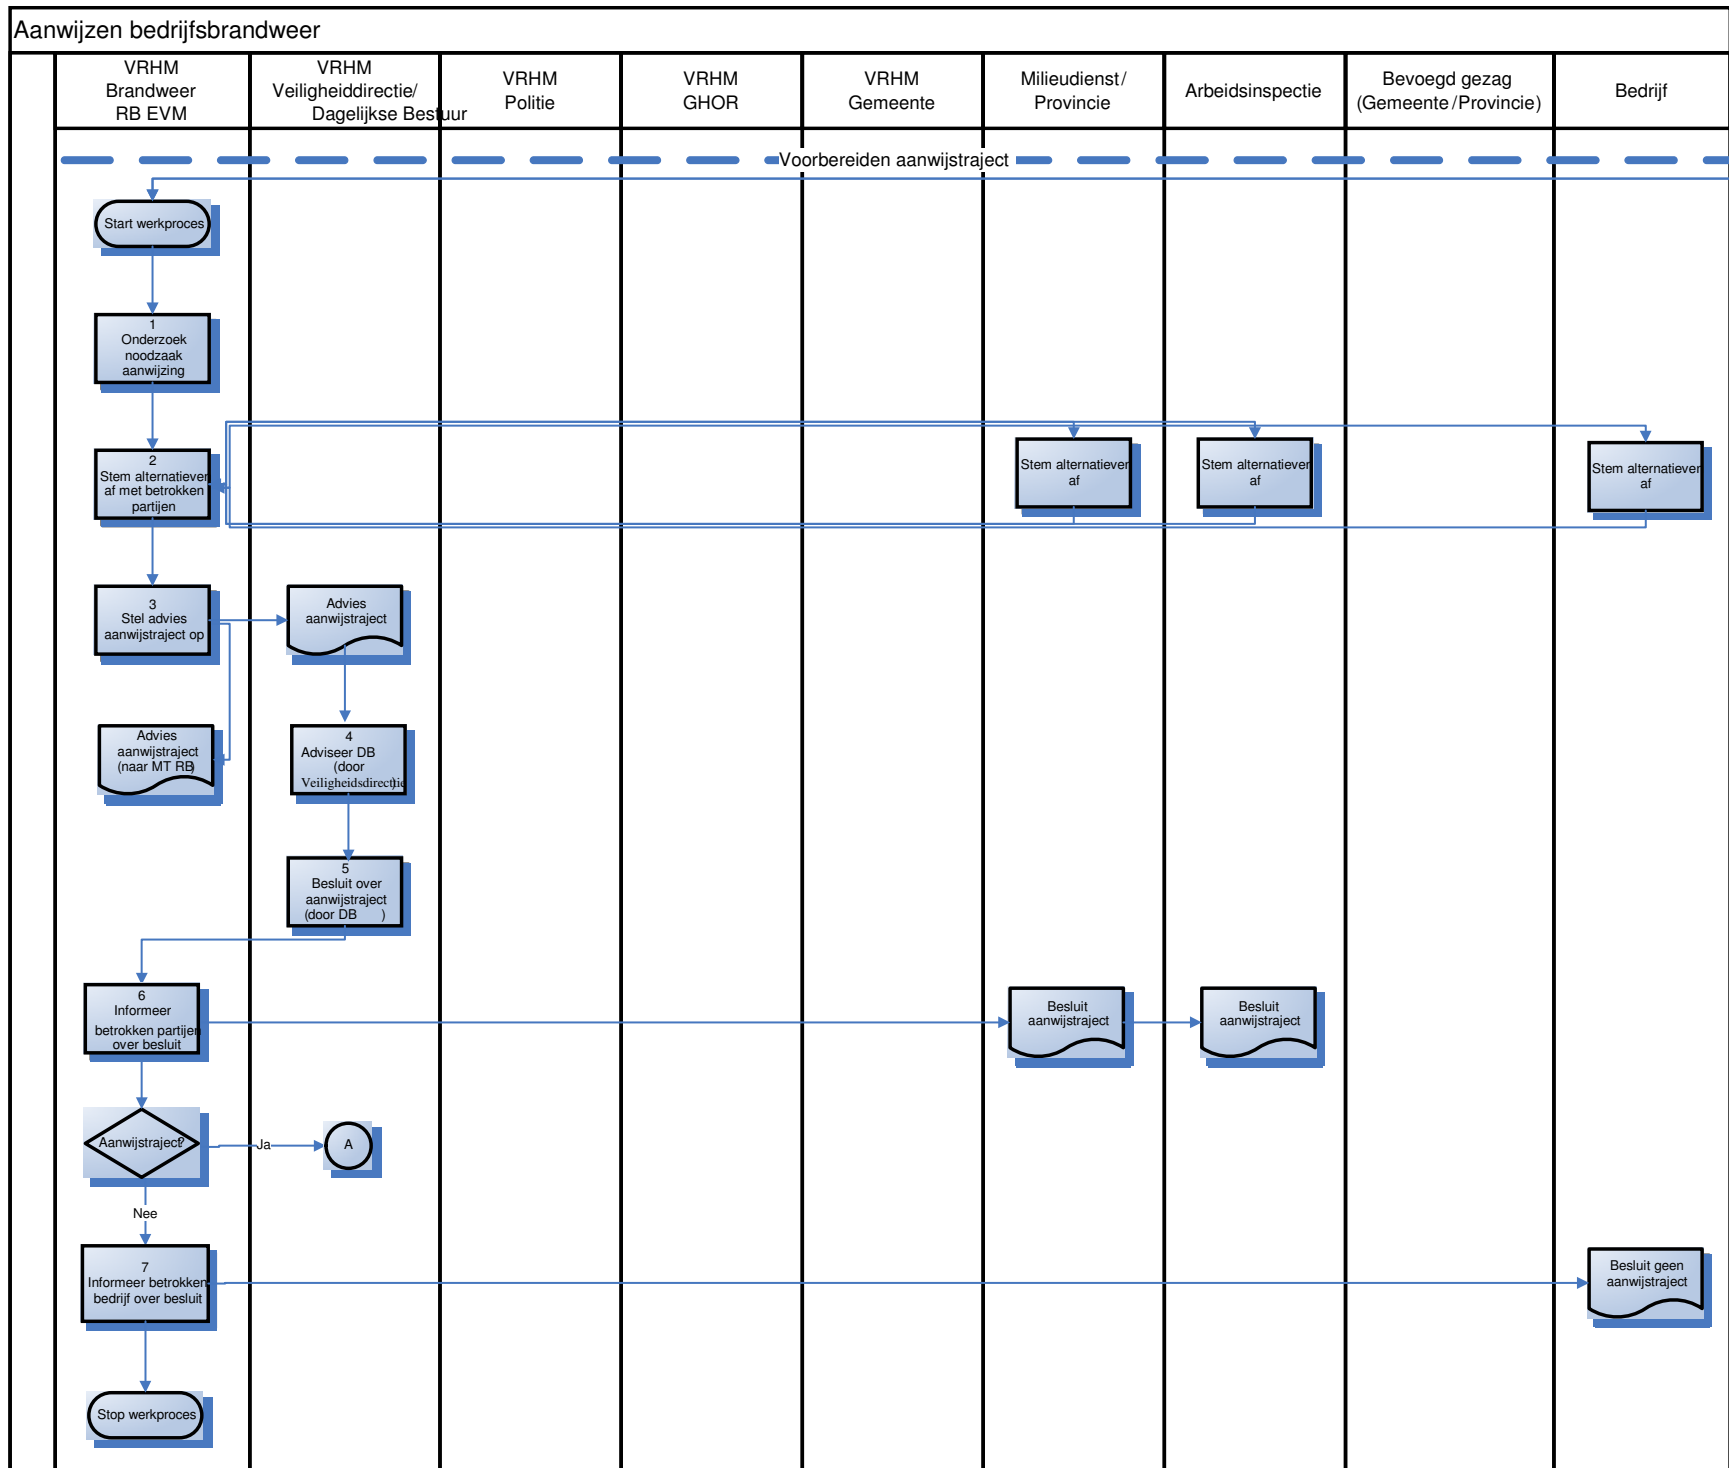 Aanwijzen bedrijfsbrandweer
VRHM
Brandweer
RB EVM
VRHM
Veiligheiddirectie/
Dagelijkse Bestuur
VRHM
Politie
VRHM
GHOR
VRHM
Gemeente
Milieudienst/
Provincie
Arbeidsinspectie
Bevoegd gezag
(Gemeente/Provincie)
Bedrijf
Voorbereiden aanwijstraject
Start werkproces
1
Onderzoek
noodzaak
aanwijzing
2
Stem alternatieven
af met betrokken
partijen
Stem alternatieven
af
Stem alternatieven
af
Stem alternatieven
af
3
Stel advies
aanwijstraject op
Advies
aanwijstraject
Advies
aanwijstraject
(naar MT RB)
4
Adviseer DB
(door
Veiligheidsdirectie)
5
Besluit over
aanwijstraject
(door DB )
6
Informeer
betrokken partijen
over besluit
Besluit
aanwijstraject
Besluit
aanwijstraject
Aanwijstraject?
Ja
A
Nee
7
Informeer betrokken
bedrijf over besluit
Besluit geen
aanwijstraject
Stop werkproces